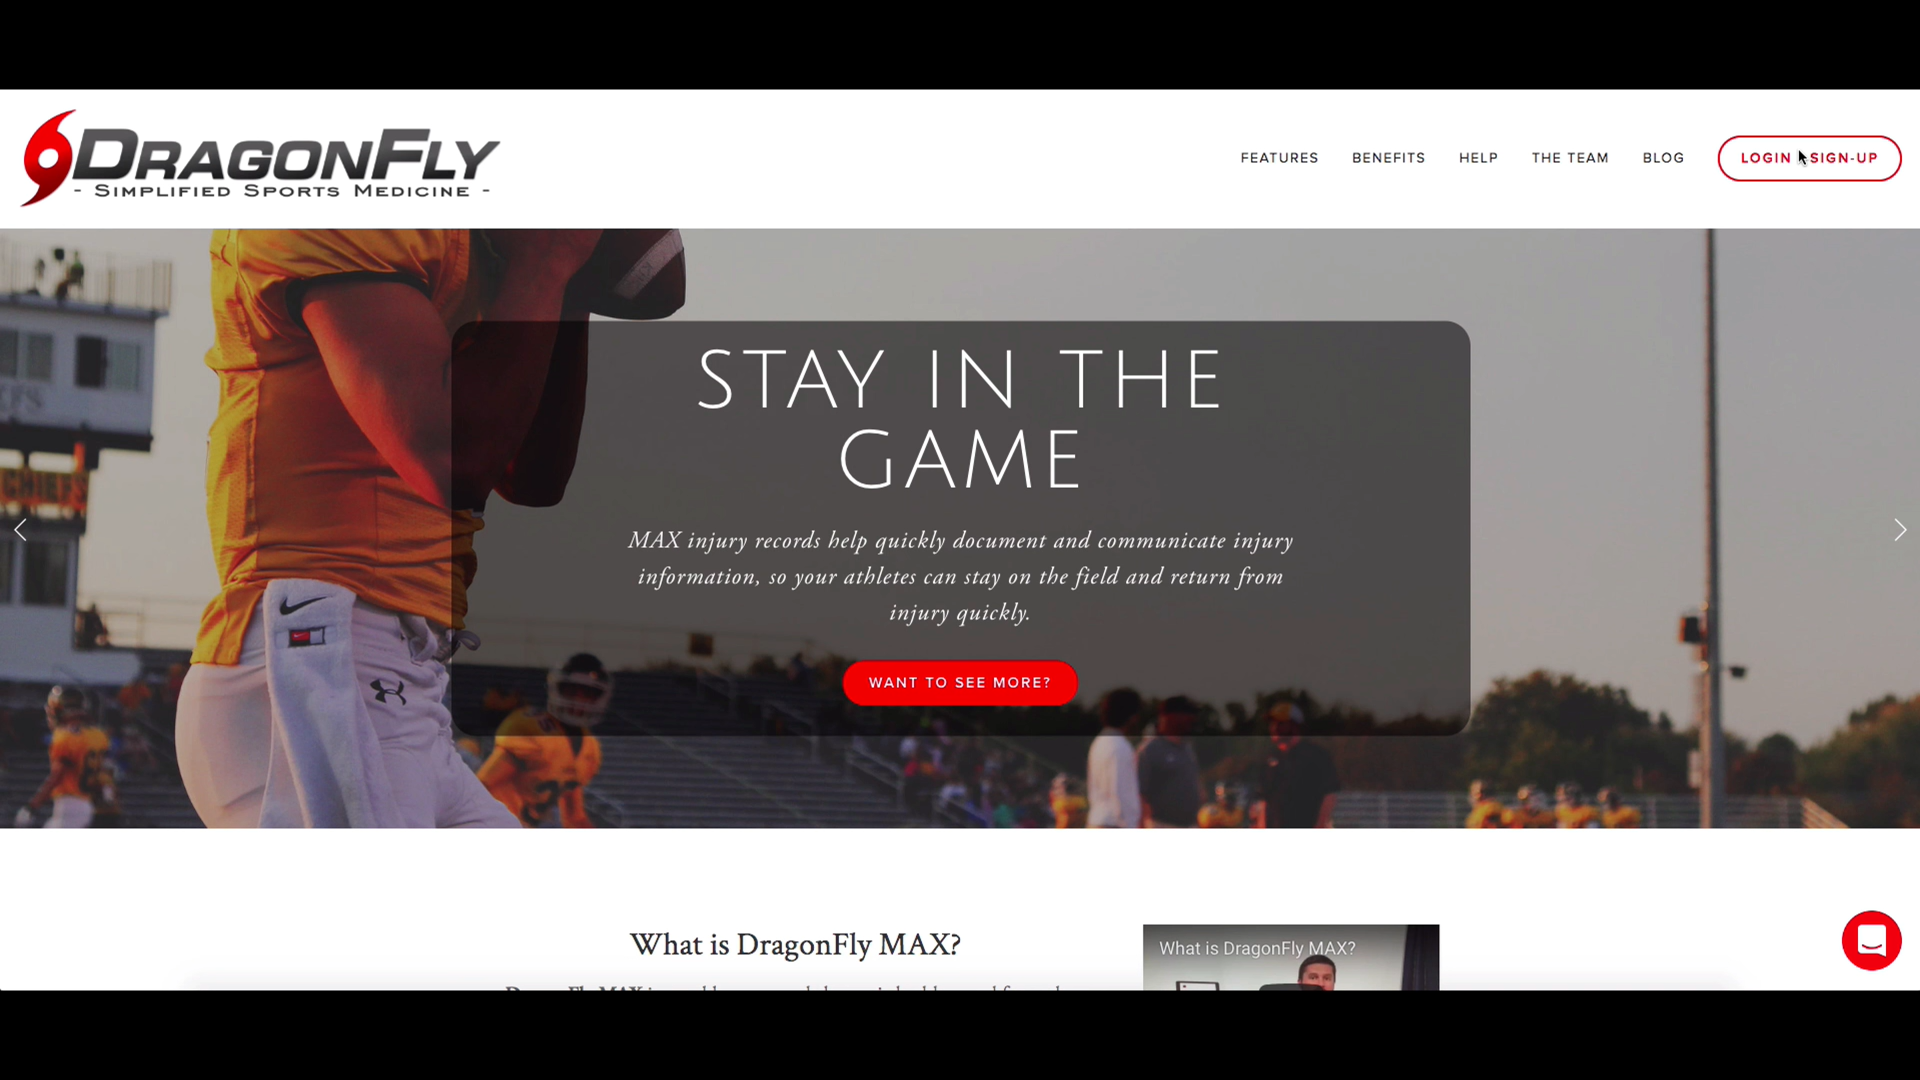 DRAGONFLY
- SIMPLIFIED SPORTS MEDICINE -
FEATURES BENEFITS HELP THE TEAM BLOG LOGIN SIGN-UP
CHIEFS
STAY IN THE
GAME
MAX injury records help quickly document and communicate injury
information, so your athletes can stay on the field and return from
injury quickly.
WANT TO SEE MORE?
What is DragonFly MAX?
What is DragonFly MAX?